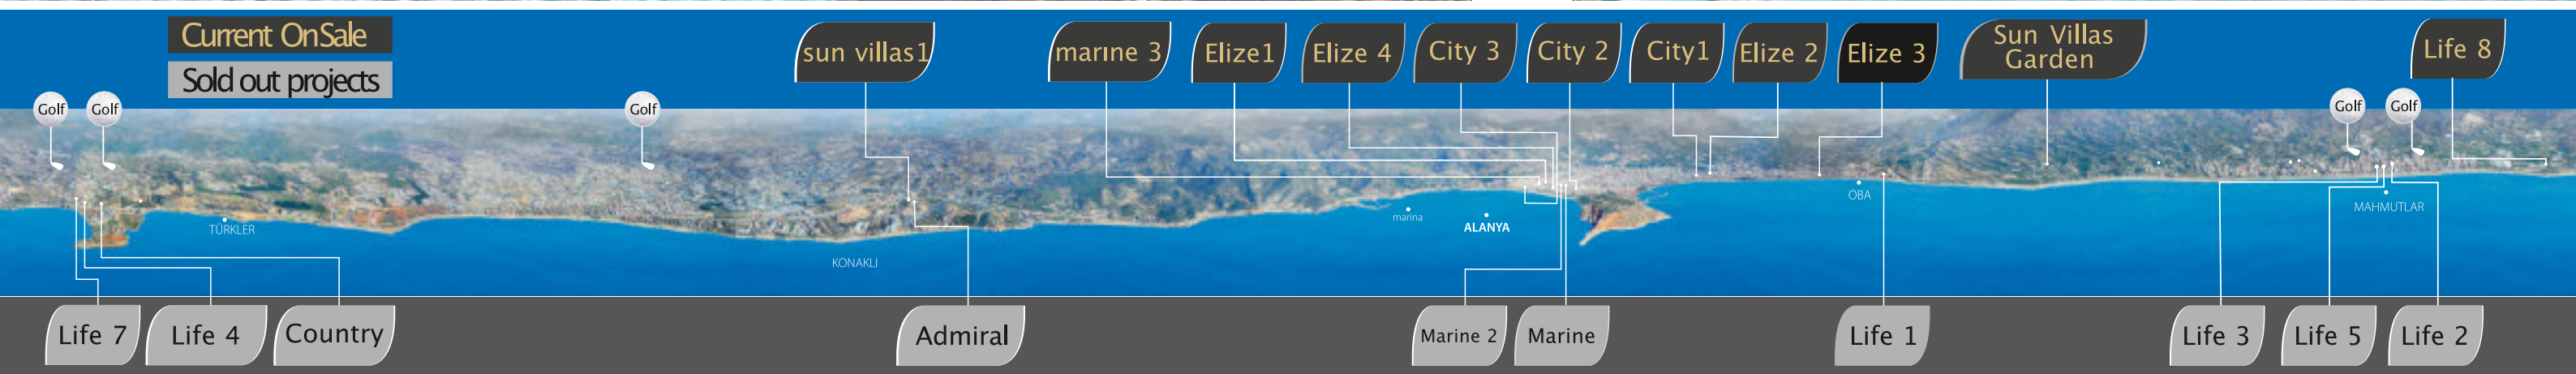 Current OnSale
Sold out projects
sun villas1
marıne 3
Elize1
Elize 4
City 3
City 2
City1
Elize 2
Elize 3
Sun Villas
Garden
Life 8
Golf
Golf
Golf
Golf
Golf
TÜRKLER
KONAKLI
marina
ALANYA
OBA
MAHMUTLAR
Life 7
Life 4
Country
Admiral
Marine 2
Marine
Life 1
Life 3
Life 5
Life 2